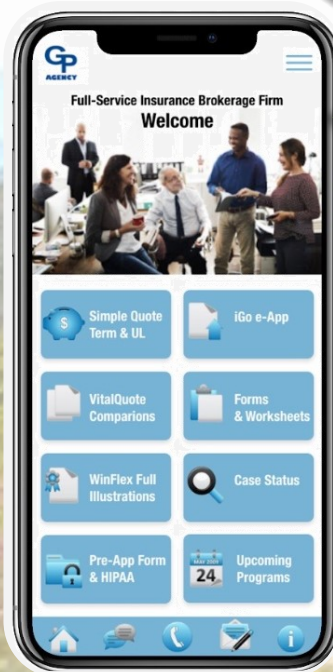 GP
AGENCY
Full-Service Insurance Brokerage Firm
Welcome
$
Simple Quote
Term & UL
iGo e-App
VitalQuote
Comparions
Forms
& Worksheets
WinFlex Full
Illustrations
Case Status
Pre-App Form
& HIPAA
24
Upcoming
Programs
i